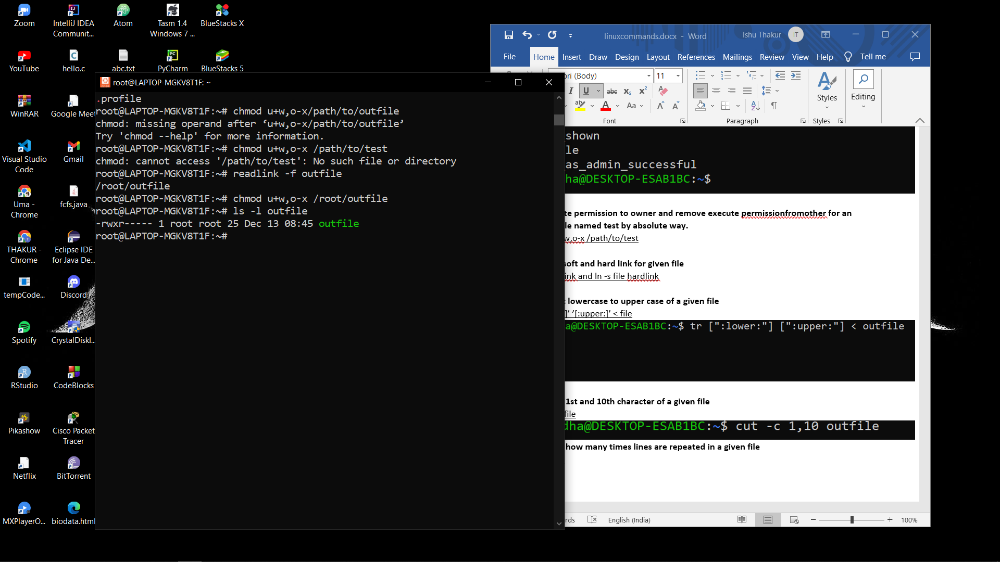 Zoom
IntelliJ IDEA
Communit...
Atom
Tasm 1.4
Windows 7 ...
BlueStacks X
YouTube
hello.c
abc.txt
PyCharm
BlueStacks 5
WinRAR
Google Meet
Visual Studio
Code
Gmail
Uma -
Chrome
fcfs.java
THAKUR -
Chrome
Eclipse IDE
for Java De...
tempCode...
Discord
Spotify
CrystalDiskI...
RStudio
CodeBlocks
Pikashow
Cisco Packet
Tracer
Netflix
BitTorrent
MXPlayerO...
biodata.html
root@LAPTOP-MGKV8T1F: ~
.profile
root@LAPTOP-MGKV8T1F:~# chmod u+w,o-x/path/to/outfile
chmod: missing operand after ‘u+w,o-x/path/to/outfile’
Try 'chmod --help' for more information.
root@LAPTOP-MGKV8T1F:~# chmod u+w,o-x /path/to/test
chmod: cannot access '/path/to/test': No such file or directory
root@LAPTOP-MGKV8T1F:~# readlink -f outfile
/root/outfile
root@LAPTOP-MGKV8T1F:~# chmod u+w,o-x /root/outfile
root@LAPTOP-MGKV8T1F:~# ls -l outfile
-rwxr----- 1 root root 25 Dec 13 08:45 outfile
root@LAPTOP-MGKV8T1F:~#
linuxcommands.docx - Word
Ishu Thakur
IT
File Home Insert Draw Design Layout References Mailings Review View Help Tell me
ri (Body) 11
I U abc x₂ x²
ab A Aa A A
Styles
Editing
Font
Paragraph
Styles
shown
le
as_admin_successful
ha@DESKTOP-ESAB1BC:~$
te permission to owner and remove execute permissionfromother for an
le named test by absolute way.
w,o-x /path/to/test
soft and hard link for given file
ink and ln -s file hardlink
t lowercase to upper case of a given file
]’ ’[:upper:]’ < file
a@DESKTOP-ESAB1BC:~$ tr [":lower:"] [":upper:"] < outfile
1st and 10th character of a given file
file
dha@DESKTOP-ESAB1BC:~$ cut -c 1,10 outfile
how many times lines are repeated in a given file
rds
English (India)
100%